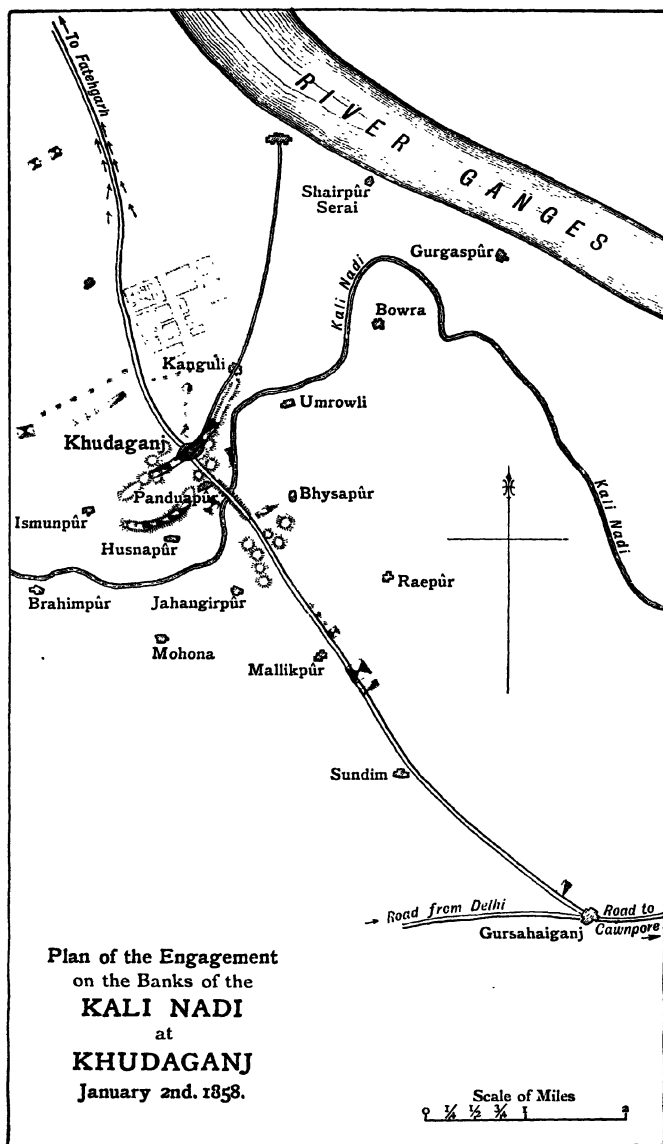 To Fatehgarh
RIVER GANGES
Shairpûr
Serai
Gurgaspûr
Kali Nadi
Bowra
Kanguli
Umrowli
Khudaganj
Kali Nadi
Panduapûr
Bhysapûr
Ismunpûr
Husnapûr
Raepûr
Brahimpûr
Jahangirpûr
Mohona
Mallikpûr
Sundim
Road from Delhi
Road to
Cawnpore
Gursahaiganj
Plan of the Engagement
on the Banks of the
KALI NADI
at
KHUDAGANJ
January 2nd. 1858.
Scale of Miles
0 ¼ ½ ¾ 1 2